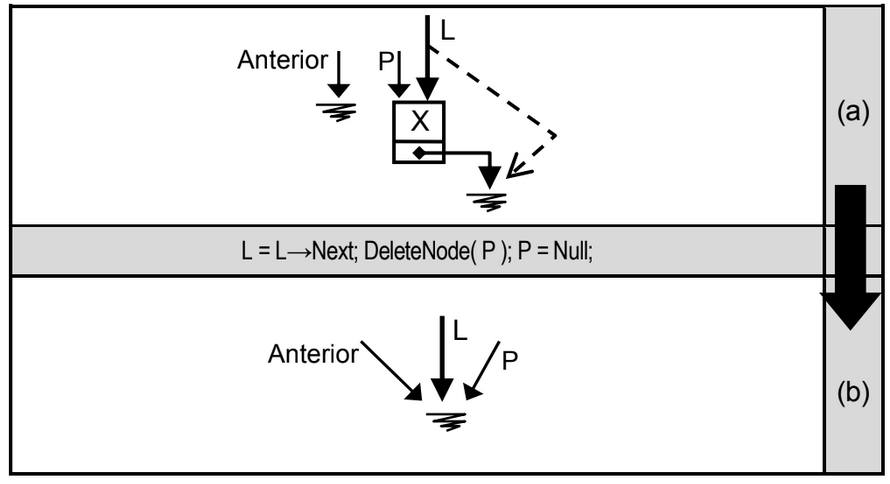 L
Anterior
P
X
(a)
L = L→Next; DeleteNode( P ); P = Null;
L
Anterior
P
(b)